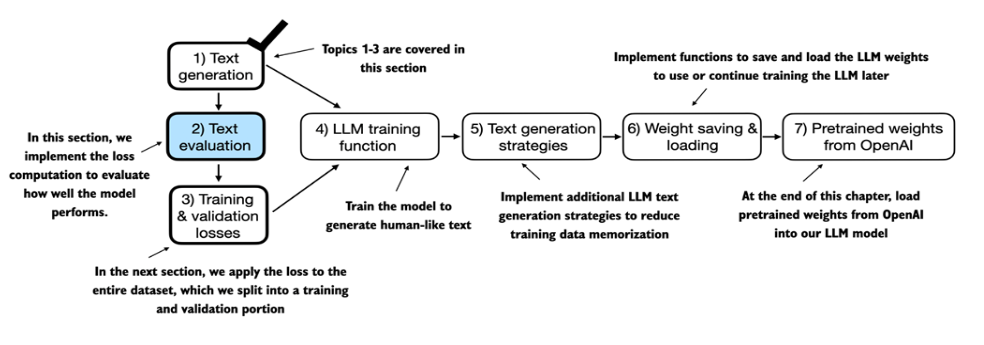 1) Text
generation
Topics 1-3 are covered in
this section
Implement functions to save and load the LLM weights
to use or continue training the LLM later
In this section, we
implement the loss
computation to evaluate
how well the model
performs.
2) Text
evaluation
4) LLM training
function
5) Text generation
strategies
6) Weight saving &
loading
7) Pretrained weights
from OpenAI
3) Training
& validation
losses
Train the model to
generate human-like text
Implement additional LLM text
generation strategies to reduce
training data memorization
At the end of this chapter, load
pretrained weights from OpenAI
into our LLM model
In the next section, we apply the loss to the
entire dataset, which we split into a training
and validation portion